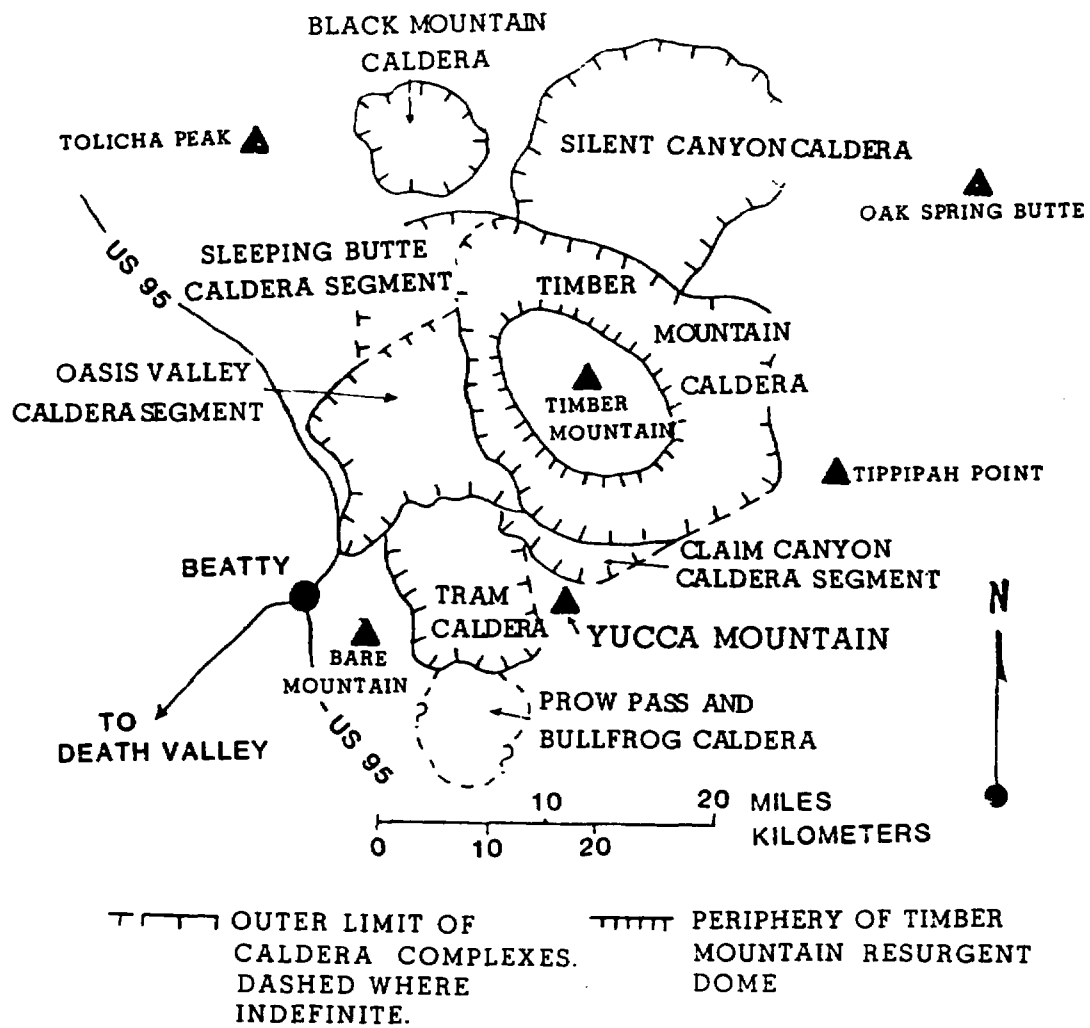 BLACK MOUNTAIN
CALDERA
TOLICHA PEAK
SILENT CANYON CALDERA
OAK SPRING BUTTE
US 95
SLEEPING BUTTE
CALDERA SEGMENT
TIMBER
MOUNTAIN
CALDERA
OASIS VALLEY
CALDERA SEGMENT
TIMBER
MOUNTAIN
TIPPIPAH POINT
CLAIM CANYON
CALDERA SEGMENT
BEATTY
TRAM
CALDERA
YUCCA MOUNTAIN
N
BARE
MOUNTAIN
PROW PASS AND
BULLFROG CALDERA
TO
DEATH VALLEY
US 95
?
?
10 20 MILES
KILOMETERS
0 10 20
OUTER LIMIT OF
CALDERA COMPLEXES.
DASHED WHERE
INDEFINITE.
PERIPHERY OF TIMBER
MOUNTAIN RESURGENT
DOME